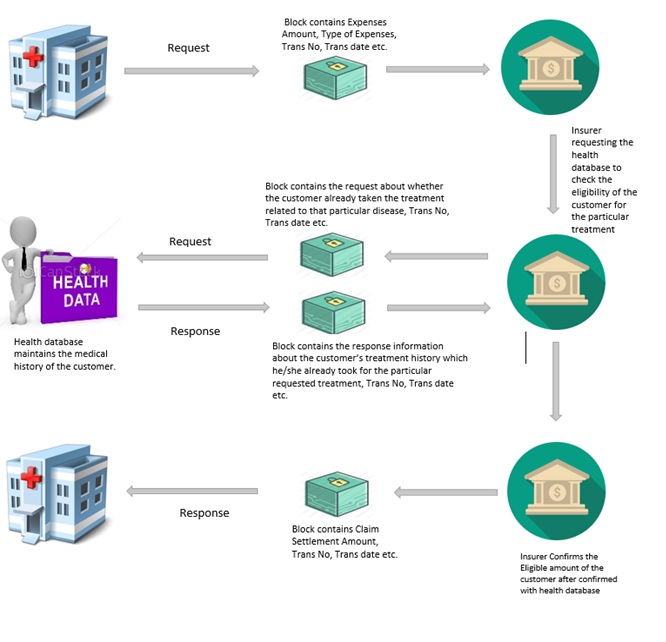 Block contains Expenses
Amount, Type of Expenses,
Trans No, Trans date etc.
Request
Insurer
requesting the
health
database to
check the
eligibility of the
customer for
the particular
treatment
Block contains the request about whether
the customer already taken the treatment
related to that particular disease, Trans No,
Trans date etc.
Request
HEALTH
DATA
Response
Health database
maintains the medical
history of the customer.
Block contains the response information
about the customer's treatment history which
he/she already took for the particular
requested treatment, Trans No, Trans date
etc.
Response
Block contains Claim
Settlement Amount,
Trans No, Trans date etc.
Insurer Confirms the
Eligible amount of the
customer after confirmed
with health database